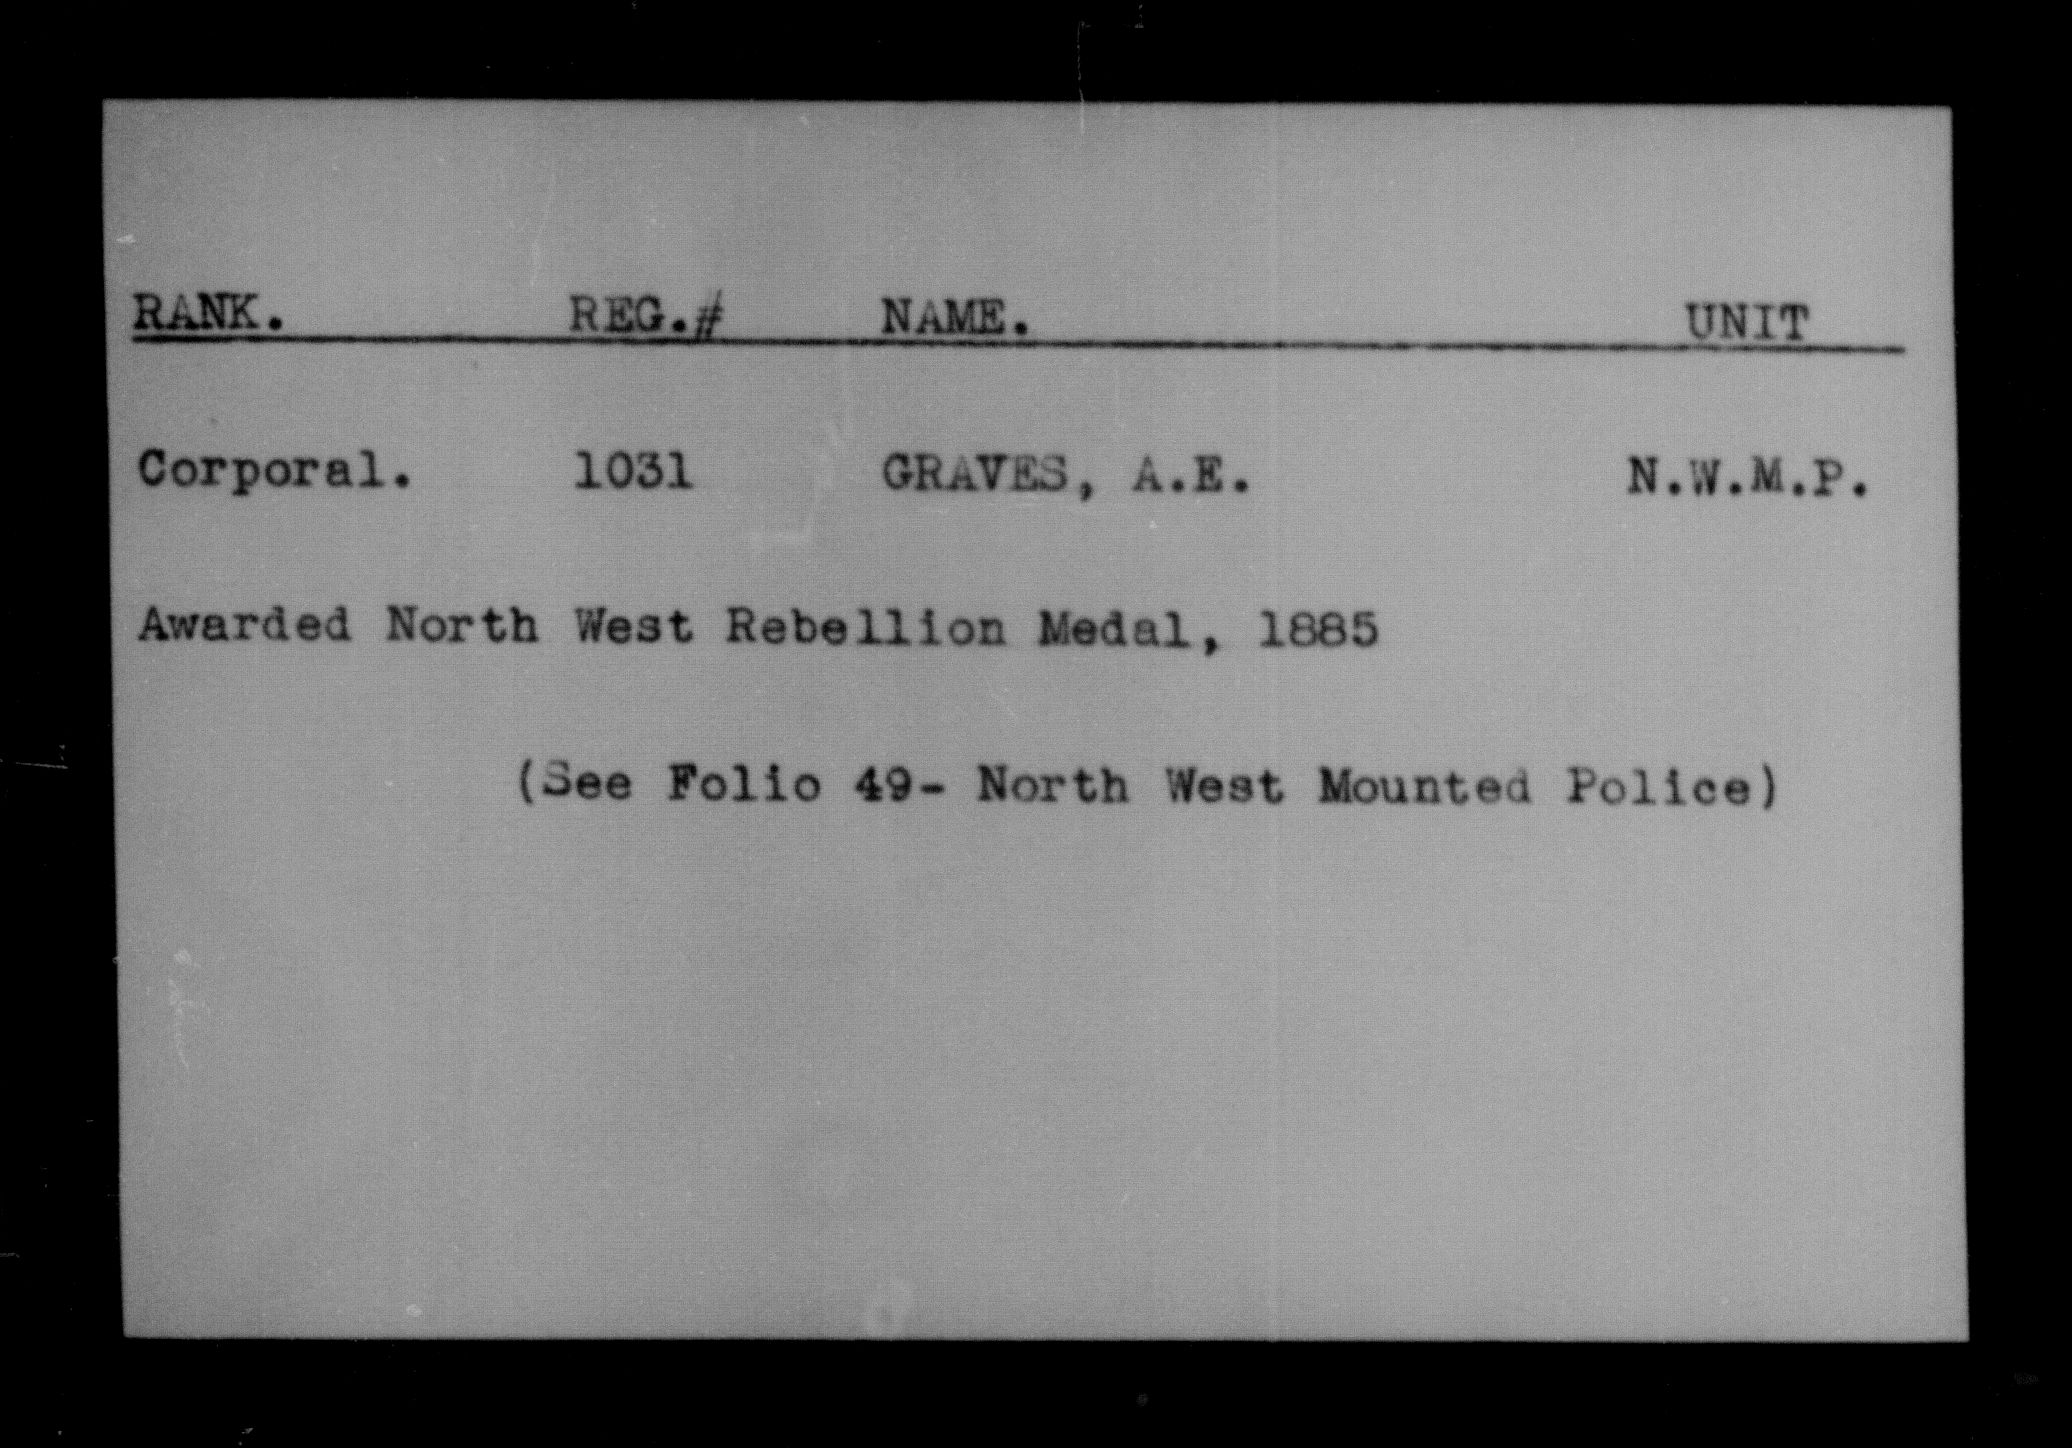 RANK. REG.# NAME. UNIT
Corporal. 1031 GRAVES, A.E. N.W.M.P.
Awarded North West Rebellion Medal, 1885
(See Folio 49- North West Mounted Police)